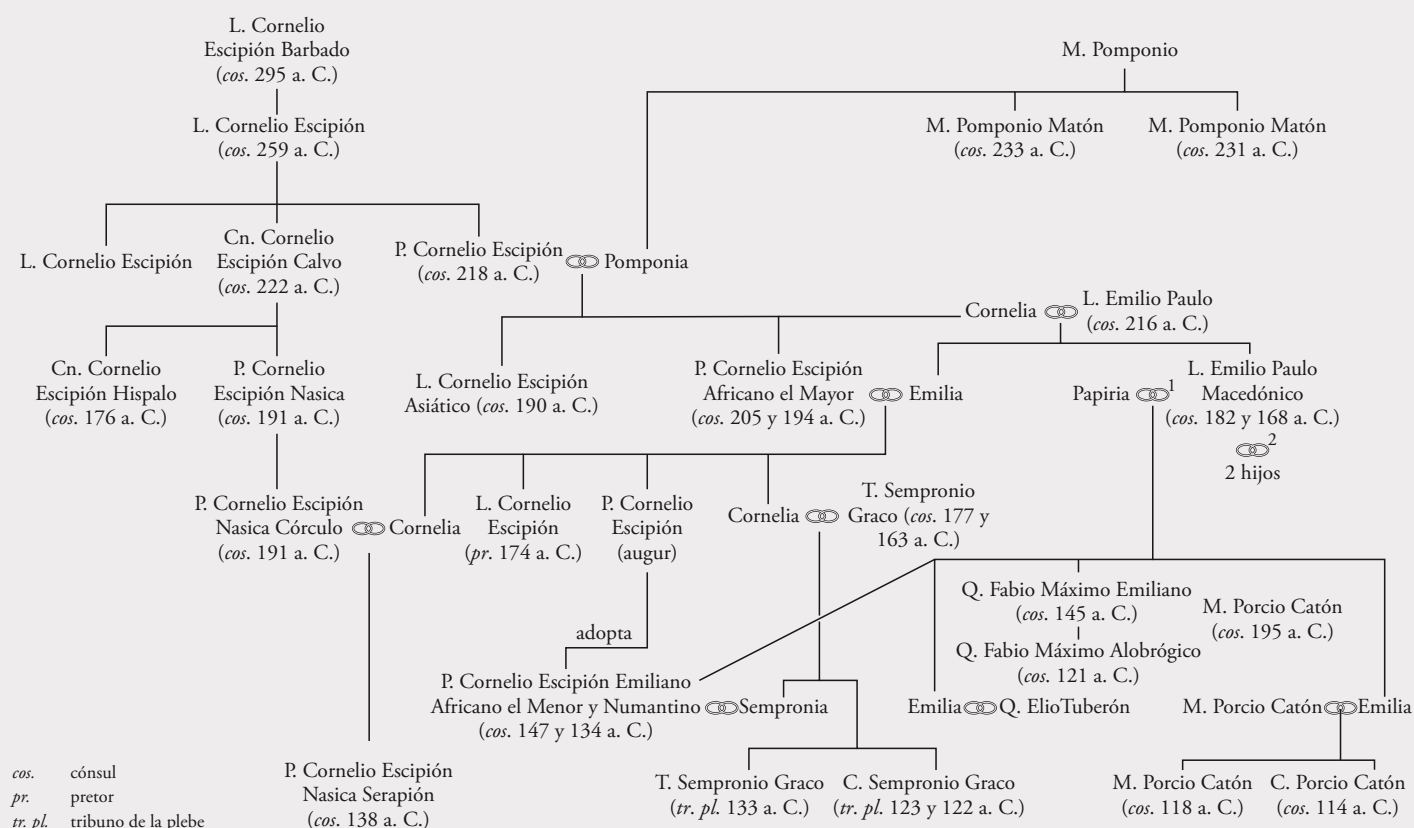 L. Cornelio
Escipión Barbado
(cos. 295 a. C.)
M. Pomponio
L. Cornelio Escipión
(cos. 259 a. C.)
M. Pomponio Matón
(cos. 233 a. C.)
M. Pomponio Matón
(cos. 231 a. C.)
L. Cornelio Escipión
Cn. Cornelio
Escipión Calvo
(cos. 222 a. C.)
P. Cornelio Escipión
(cos. 218 a. C.)
Pomponia
Cornelia
L. Emilio Paulo
(cos. 216 a. C.)
Cn. Cornelio
Escipión Hispalo
(cos. 176 a. C.)
P. Cornelio
Escipión Nasica
(cos. 191 a. C.)
L. Cornelio Escipión
Asiático (cos. 190 a. C.)
P. Cornelio Escipión
Africano el Mayor
(cos. 205 y 194 a. C.)
Emilia
Papiria
1
L. Emilio Paulo
Macedónico
(cos. 182 y 168 a. C.)
2
2 hijos
P. Cornelio Escipión
Nasica Córculo
(cos. 191 a. C.)
Cornelia
L. Cornelio
Escipión
(pr. 174 a. C.)
P. Cornelio
Escipión
(augur)
Cornelia
T. Sempronio
Graco (cos. 177 y
163 a. C.)
Q. Fabio Máximo Emiliano
(cos. 145 a. C.)
M. Porcio Catón
(cos. 195 a. C.)
adopta
Q. Fabio Máximo Alobrógico
(cos. 121 a. C.)
P. Cornelio Escipión Emiliano
Africano el Menor y Numantino
(cos. 147 y 134 a. C.)
Sempronia
Emilia
Q. ElioTuberón
M. Porcio Catón
Emilia
P. Cornelio Escipión
Nasica Serapión
(cos. 138 a. C.)
T. Sempronio Graco
(tr. pl. 133 a. C.)
C. Sempronio Graco
(tr. pl. 123 y 122 a. C.)
M. Porcio Catón
(cos. 118 a. C.)
C. Porcio Catón
(cos. 114 a. C.)
cos. cónsul
pr. pretor
tr. pl. tribuno de la plebe